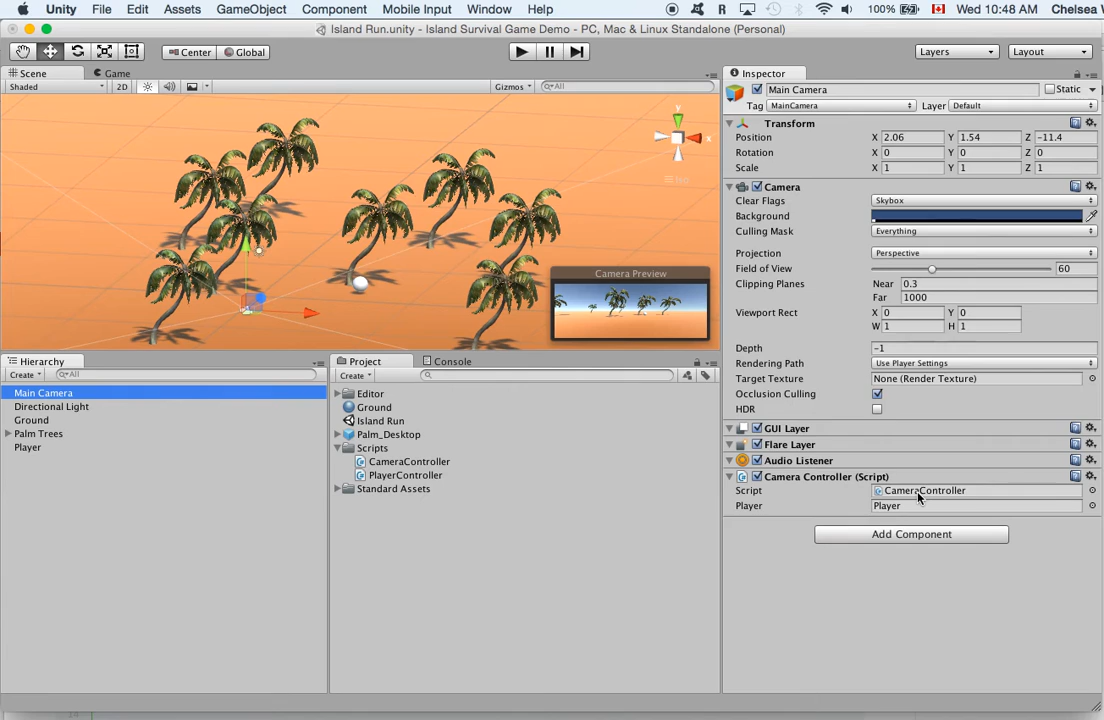 Unity File Edit Assets GameObject Component Mobile Input Window Help 100% Wed 10:48 AM Chelsea
Island Run.unity - Island Survival Game Demo - PC, Mac & Linux Standalone (Personal)
Center Global Layers Layout
Scene Game
Shaded 2D Gizmos All
y
x
Camera Preview
Hierarchy
Create All
Main Camera
Directional Light
Ground
Palm Trees
Player
Project Console
Create
Editor
Ground
Island Run
Palm_Desktop
Scripts
CameraController
PlayerController
Standard Assets
Inspector
Main Camera Static
Tag MainCamera Layer Default
Transform
Position X 2.06 Y 1.54 Z -11.4
Rotation X 0 Y 0 Z 0
Scale X 1 Y 1 Z 1
Camera
Clear Flags Skybox
Background
Culling Mask Everything
Projection Perspective
Field of View 60
Clipping Planes Near 0.3
Far 1000
Viewport Rect X 0 Y 0
W 1 H 1
Depth -1
Rendering Path Use Player Settings
Target Texture None (Render Texture)
Occlusion Culling
HDR
GUI Layer
Flare Layer
Audio Listener
Camera Controller (Script)
Script CameraController
Player Player
Add Component